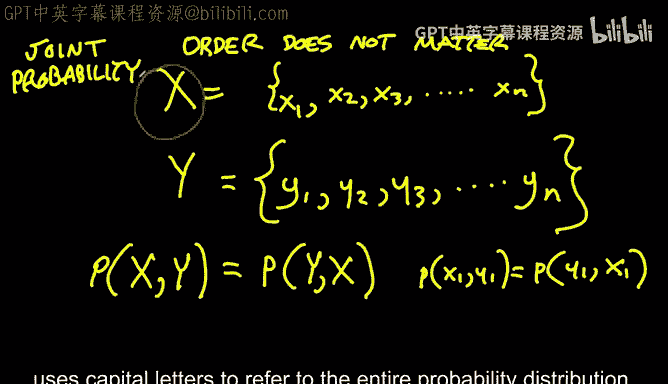 GPT中英字幕课程资源@bilibili.com
GPT中英字幕课程资源 bilibili
JOINT PROBABILITY
ORDER DOES NOT MATTER
X = {x₁, x₂, x₃, ..... xₙ}
Y = {y₁, y₂, y₃, .... yₙ}
P(X,Y) = P(Y,X) p(x₁,y₁) = p(y₁,x₁)
uses capital letters to refer to the entire probability distribution